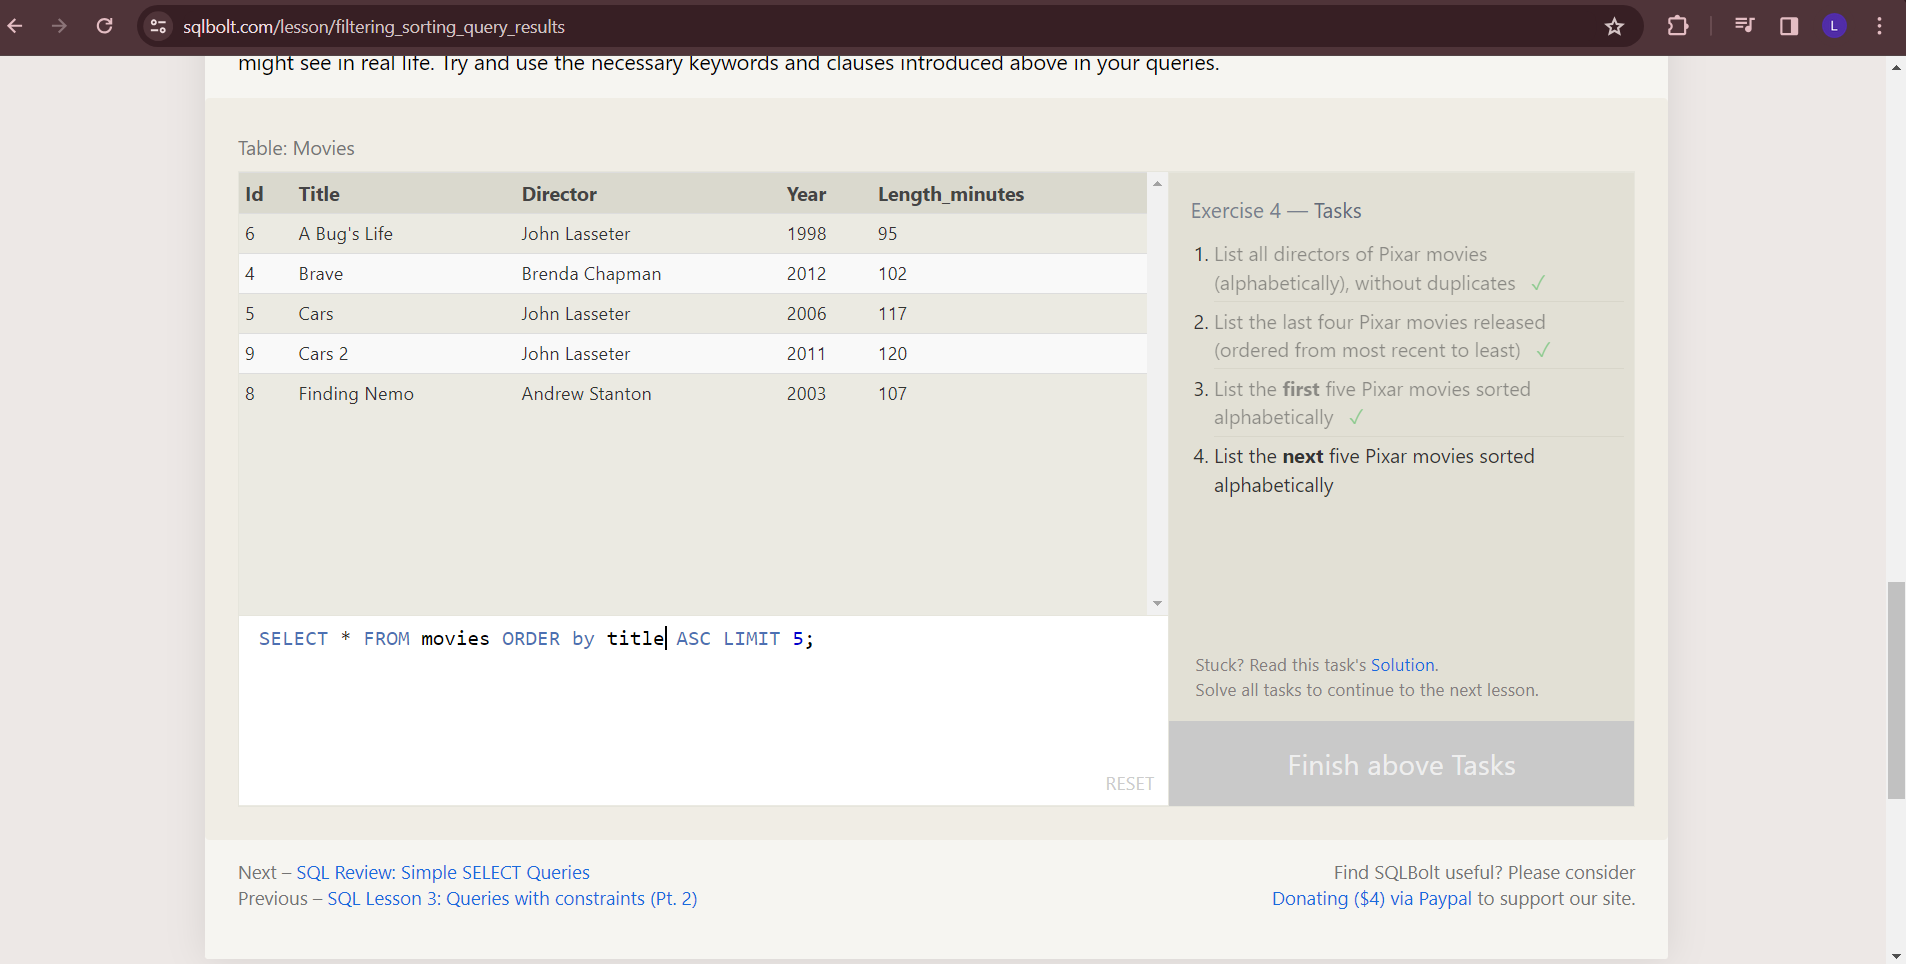 sqlbolt.com/lesson/filtering_sorting_query_results
L
might see in real life. Try and use the necessary keywords and clauses introduced above in your queries.
Table: Movies
Id Title Director Year Length_minutes
6 A Bug's Life John Lasseter 1998 95
4 Brave Brenda Chapman 2012 102
5 Cars John Lasseter 2006 117
9 Cars 2 John Lasseter 2011 120
8 Finding Nemo Andrew Stanton 2003 107
SELECT * FROM movies ORDER by title ASC LIMIT 5;
RESET
Exercise 4 — Tasks
1. List all directors of Pixar movies
(alphabetically), without duplicates ✓
2. List the last four Pixar movies released
(ordered from most recent to least) ✓
3. List the first five Pixar movies sorted
alphabetically ✓
4. List the next five Pixar movies sorted
alphabetically
Stuck? Read this task's Solution.
Solve all tasks to continue to the next lesson.
Finish above Tasks
Next – SQL Review: Simple SELECT Queries
Previous – SQL Lesson 3: Queries with constraints (Pt. 2)
Find SQLBolt useful? Please consider
Donating ($4) via Paypal to support our site.